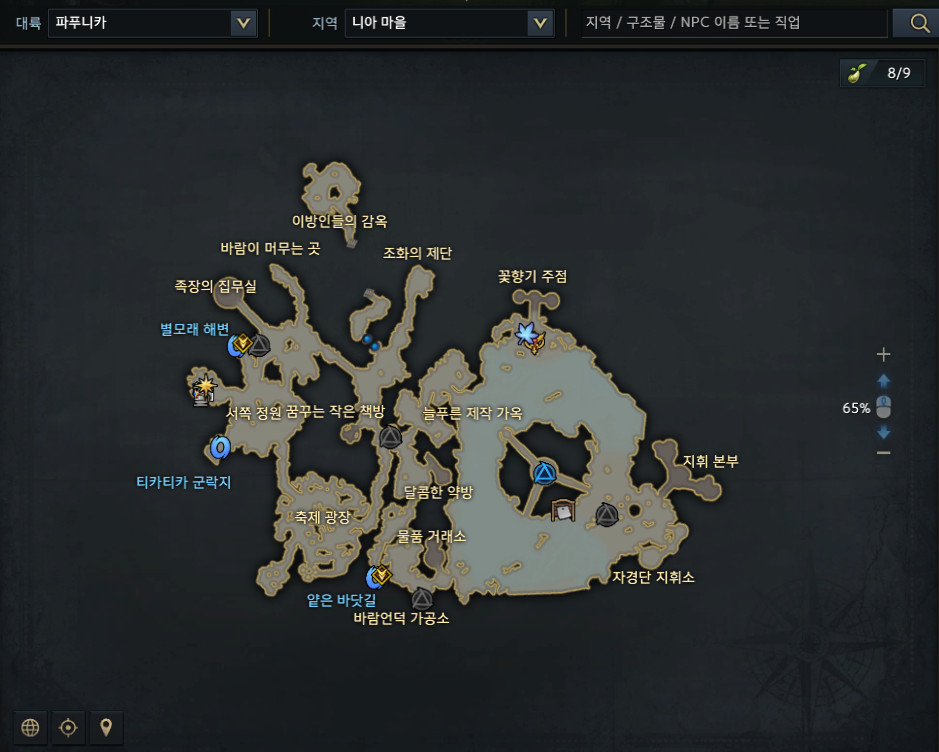 대륙 파푸니카 지역 니아 마을 지역 / 구조물 / NPC 이름 또는 직업
8/9
이방인들의 감옥
바람이 머무는 곳
조화의 제단
족장의 집무실
꽃향기 주점
별모래 해변
65%
서쪽 정원
꿈꾸는 작은 책방
늘푸른 제작 가옥
지휘 본부
티카티카 군락지
달콤한 약방
축제 광장
물품 거래소
자경단 지휘소
얕은 바닷길
바람언덕 가공소